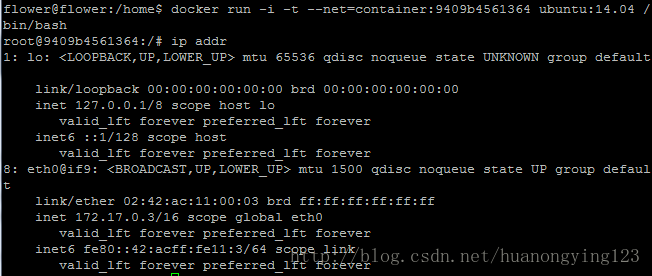 flower@flower:/home$ docker run -i -t --net=container:9409b4561364 ubuntu:14.04 /
bin/bash
root@9409b4561364:/# ip addr
1: lo: <LOOPBACK,UP,LOWER_UP> mtu 65536 qdisc noqueue state UNKNOWN group default
link/loopback 00:00:00:00:00:00 brd 00:00:00:00:00:00
inet 127.0.0.1/8 scope host lo
valid_lft forever preferred_lft forever
inet6 ::1/128 scope host
valid_lft forever preferred_lft forever
8: eth0@if9: <BROADCAST,UP,LOWER_UP> mtu 1500 qdisc noqueue state UP group defaul
t
link/ether 02:42:ac:11:00:03 brd ff:ff:ff:ff:ff:ff
inet 172.17.0.3/16 scope global eth0
valid_lft forever preferred_lft forever
inet6 fe80::42:acff:fe11:3/64 scope link
valid_lft forever preferred_lft forever
http://blog.csdn.net/huanongying123